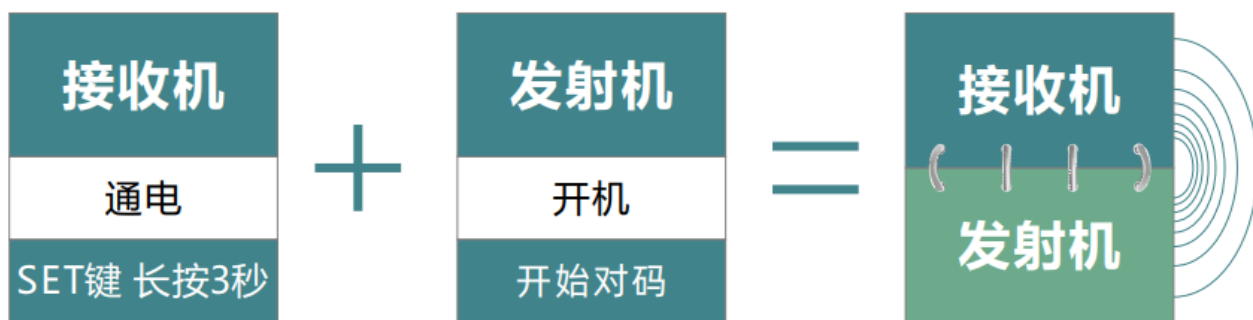 接收机
通电
SET键 长按3秒
+
发射机
开机
开始对码
=
接收机
发射机